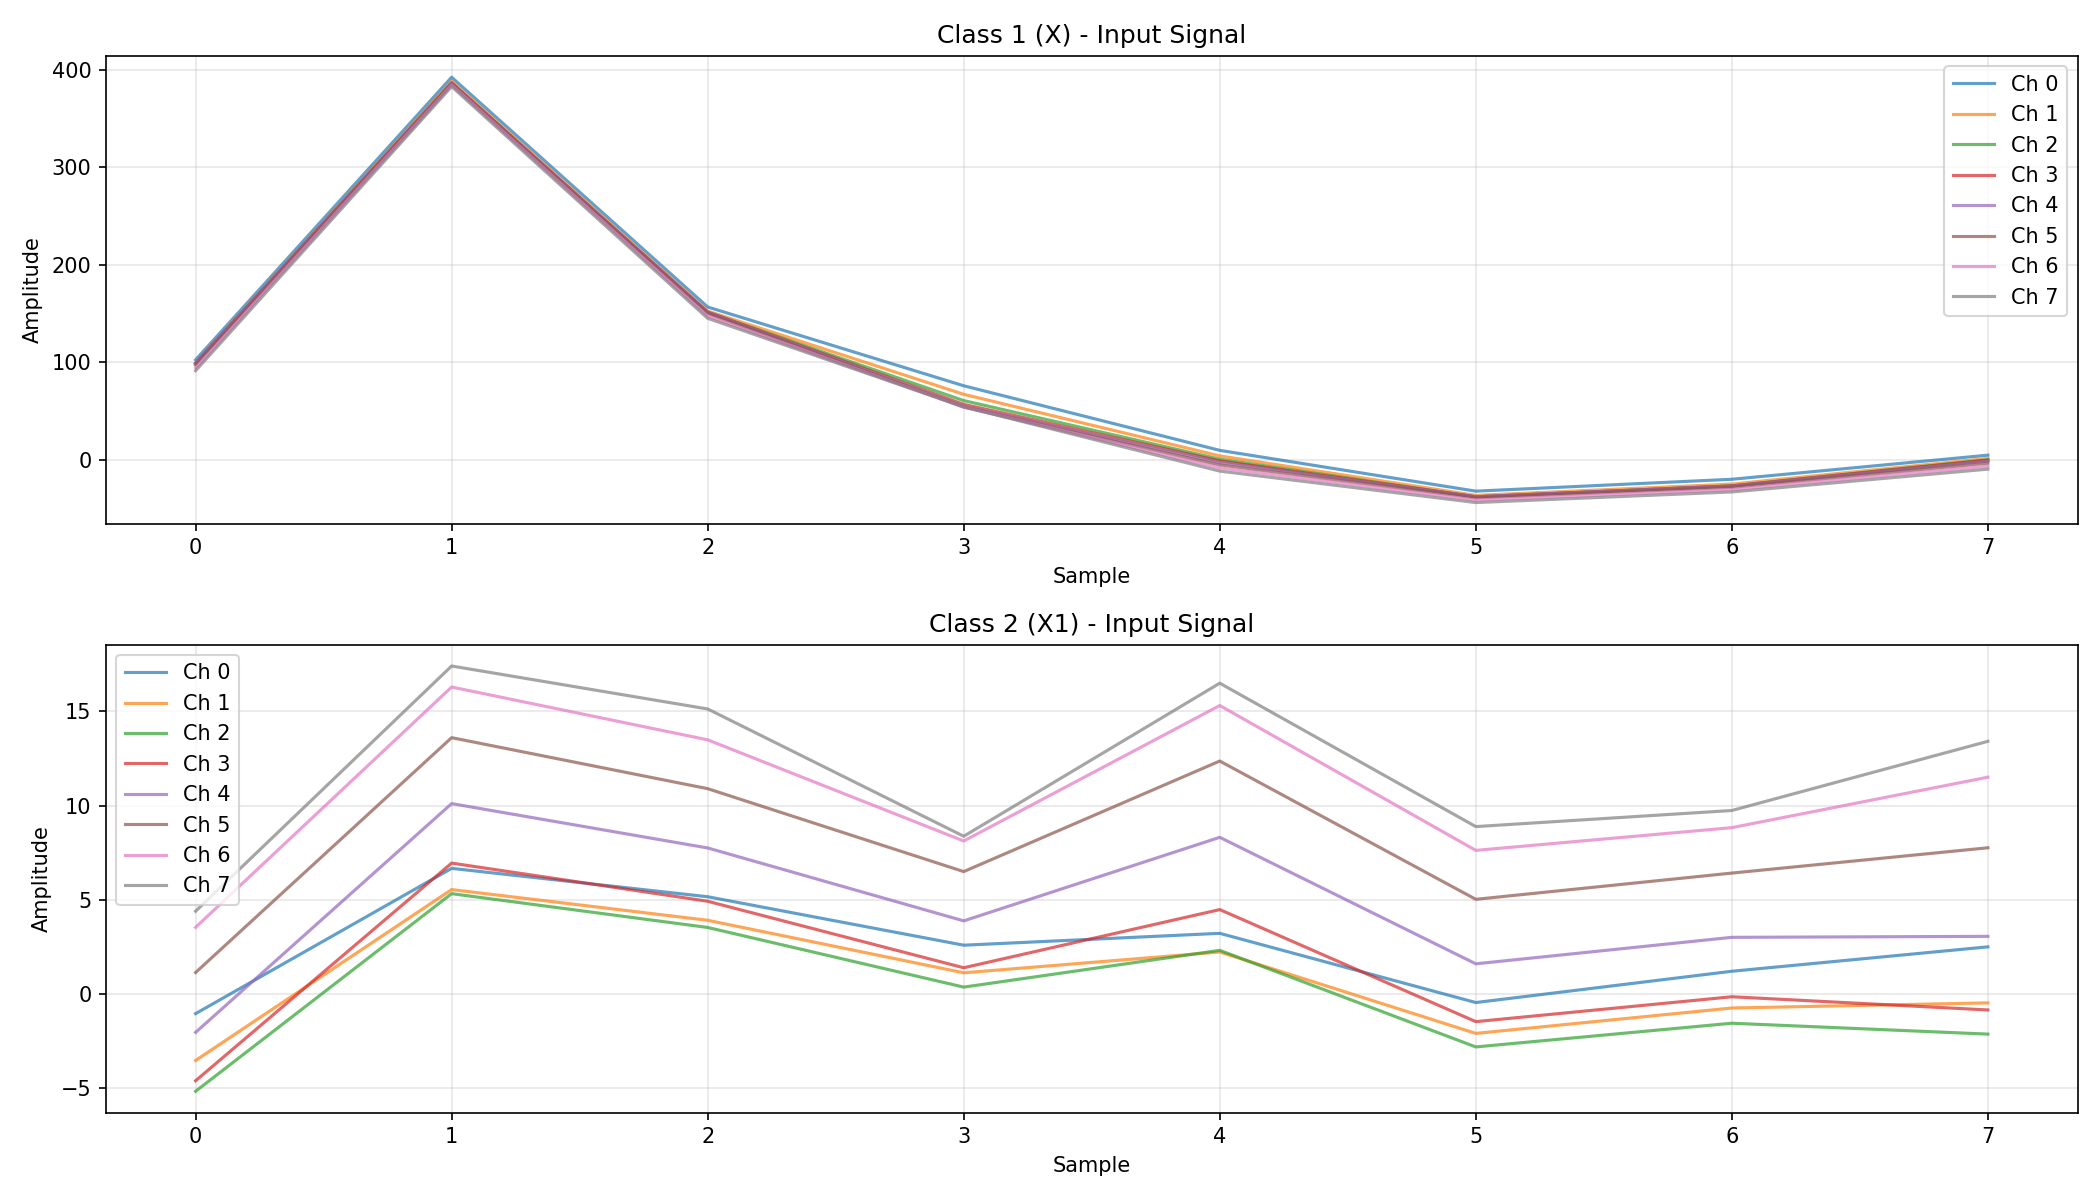 Class 1 (X) - Input Signal
400
300
200
100
0
Amplitude
Ch 0
Ch 1
Ch 2
Ch 3
Ch 4
Ch 5
Ch 6
Ch 7
0 1 2 3 4 5 6 7
Sample
Class 2 (X1) - Input Signal
15
10
5
0
−5
Amplitude
Ch 0
Ch 1
Ch 2
Ch 3
Ch 4
Ch 5
Ch 6
Ch 7
0 1 2 3 4 5 6 7
Sample